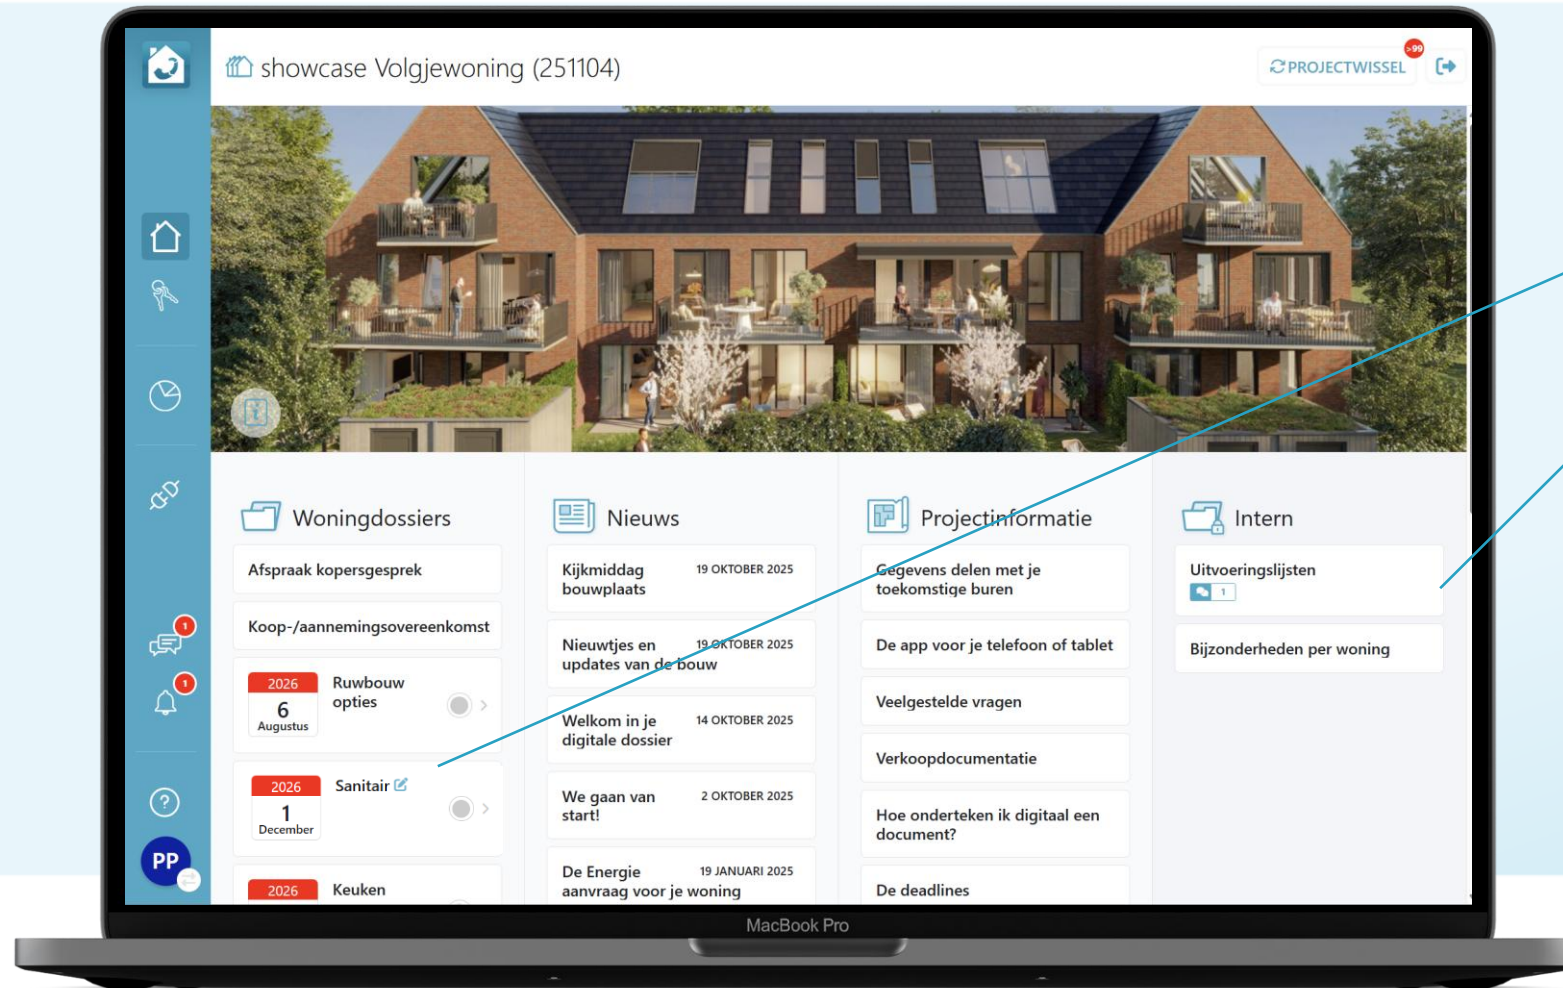 showcase Volgjewoning (251104)
PROJECTWISSEL
>99
Woningdossiers
Afspraak kopersgesprek
Koop-/aannemingsovereenkomst
2026
6
Augustus
Ruwbouw
opties
2026
1
December
Sanitair
2026
Keuken
Nieuws
Kijkmiddag
bouwplaats
19 OKTOBER 2025
Nieuwtjes en
updates van de bouw
19 OKTOBER 2025
Welkom in je
digitale dossier
14 OKTOBER 2025
We gaan van
start!
2 OKTOBER 2025
De Energie
aanvraag voor je woning
19 JANUARI 2025
Projectinformatie
Gegevens delen met je
toekomstige buren
De app voor je telefoon of tablet
Veelgestelde vragen
Verkoopdocumentatie
Hoe onderteken ik digitaal een
document?
De deadlines
Intern
Uitvoeringslijsten
1
Bijzonderheden per woning
1
1
?
PP
MacBook Pro